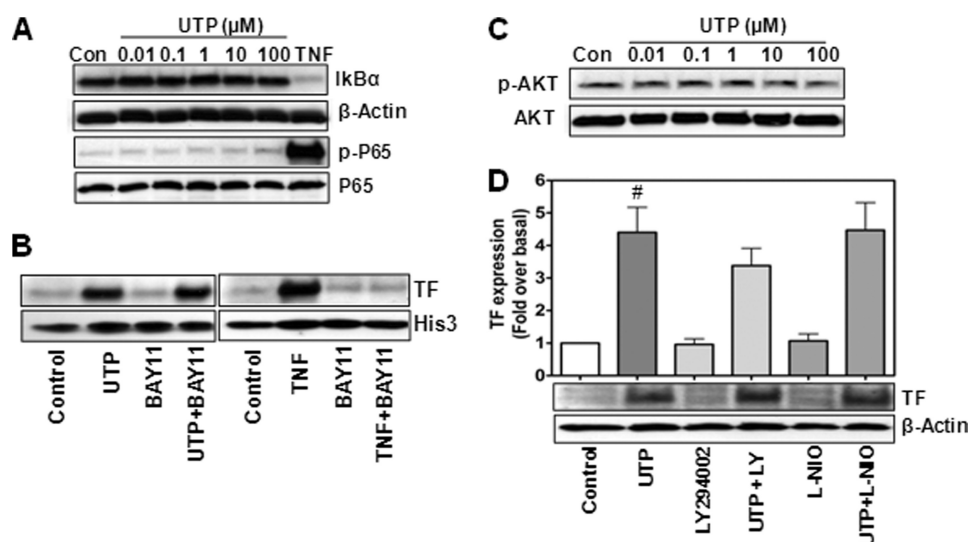 A
UTP (µM)
Con 0.01 0.1 1 10 100 TNF
IkBα
β-Actin
p-P65
P65
B
TF
His3
Control
UTP
BAY11
UTP+BAY11
Control
TNF
BAY11
TNF+BAY11
C
UTP (µM)
Con 0.01 0.1 1 10 100
p-AKT
AKT
D
TF expression
(Fold over basal)
6
5
4
3
2
1
0
#
TF
β-Actin
Control
UTP
LY294002
UTP+LY
L-NIO
UTP+L-NIO